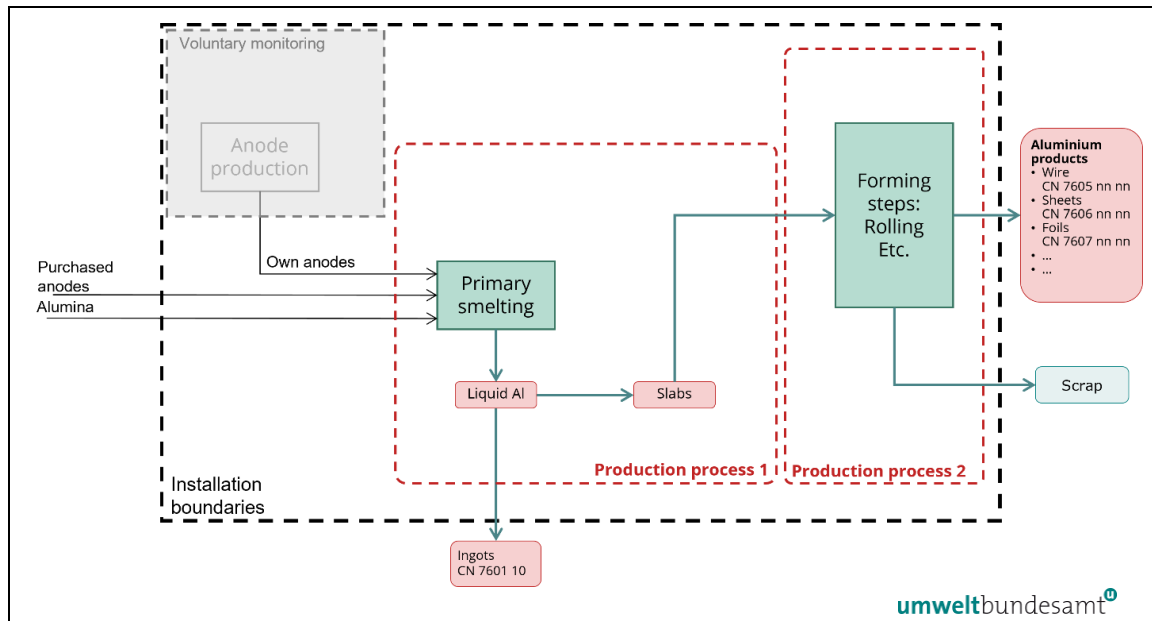 Voluntary monitoring
Anode
production
Own anodes
Purchased
anodes
Alumina
Primary
smelting
Liquid Al
Slabs
Production process 1
Forming
steps:
Rolling
Etc.
Production process 2
Aluminium
products
• Wire
CN 7605 nn nn
• Sheets
CN 7606 nn nn
• Foils
CN 7607 nn nn
• ...
• ...
Scrap
Installation
boundaries
Ingots
CN 7601 10
umweltbundesamt u